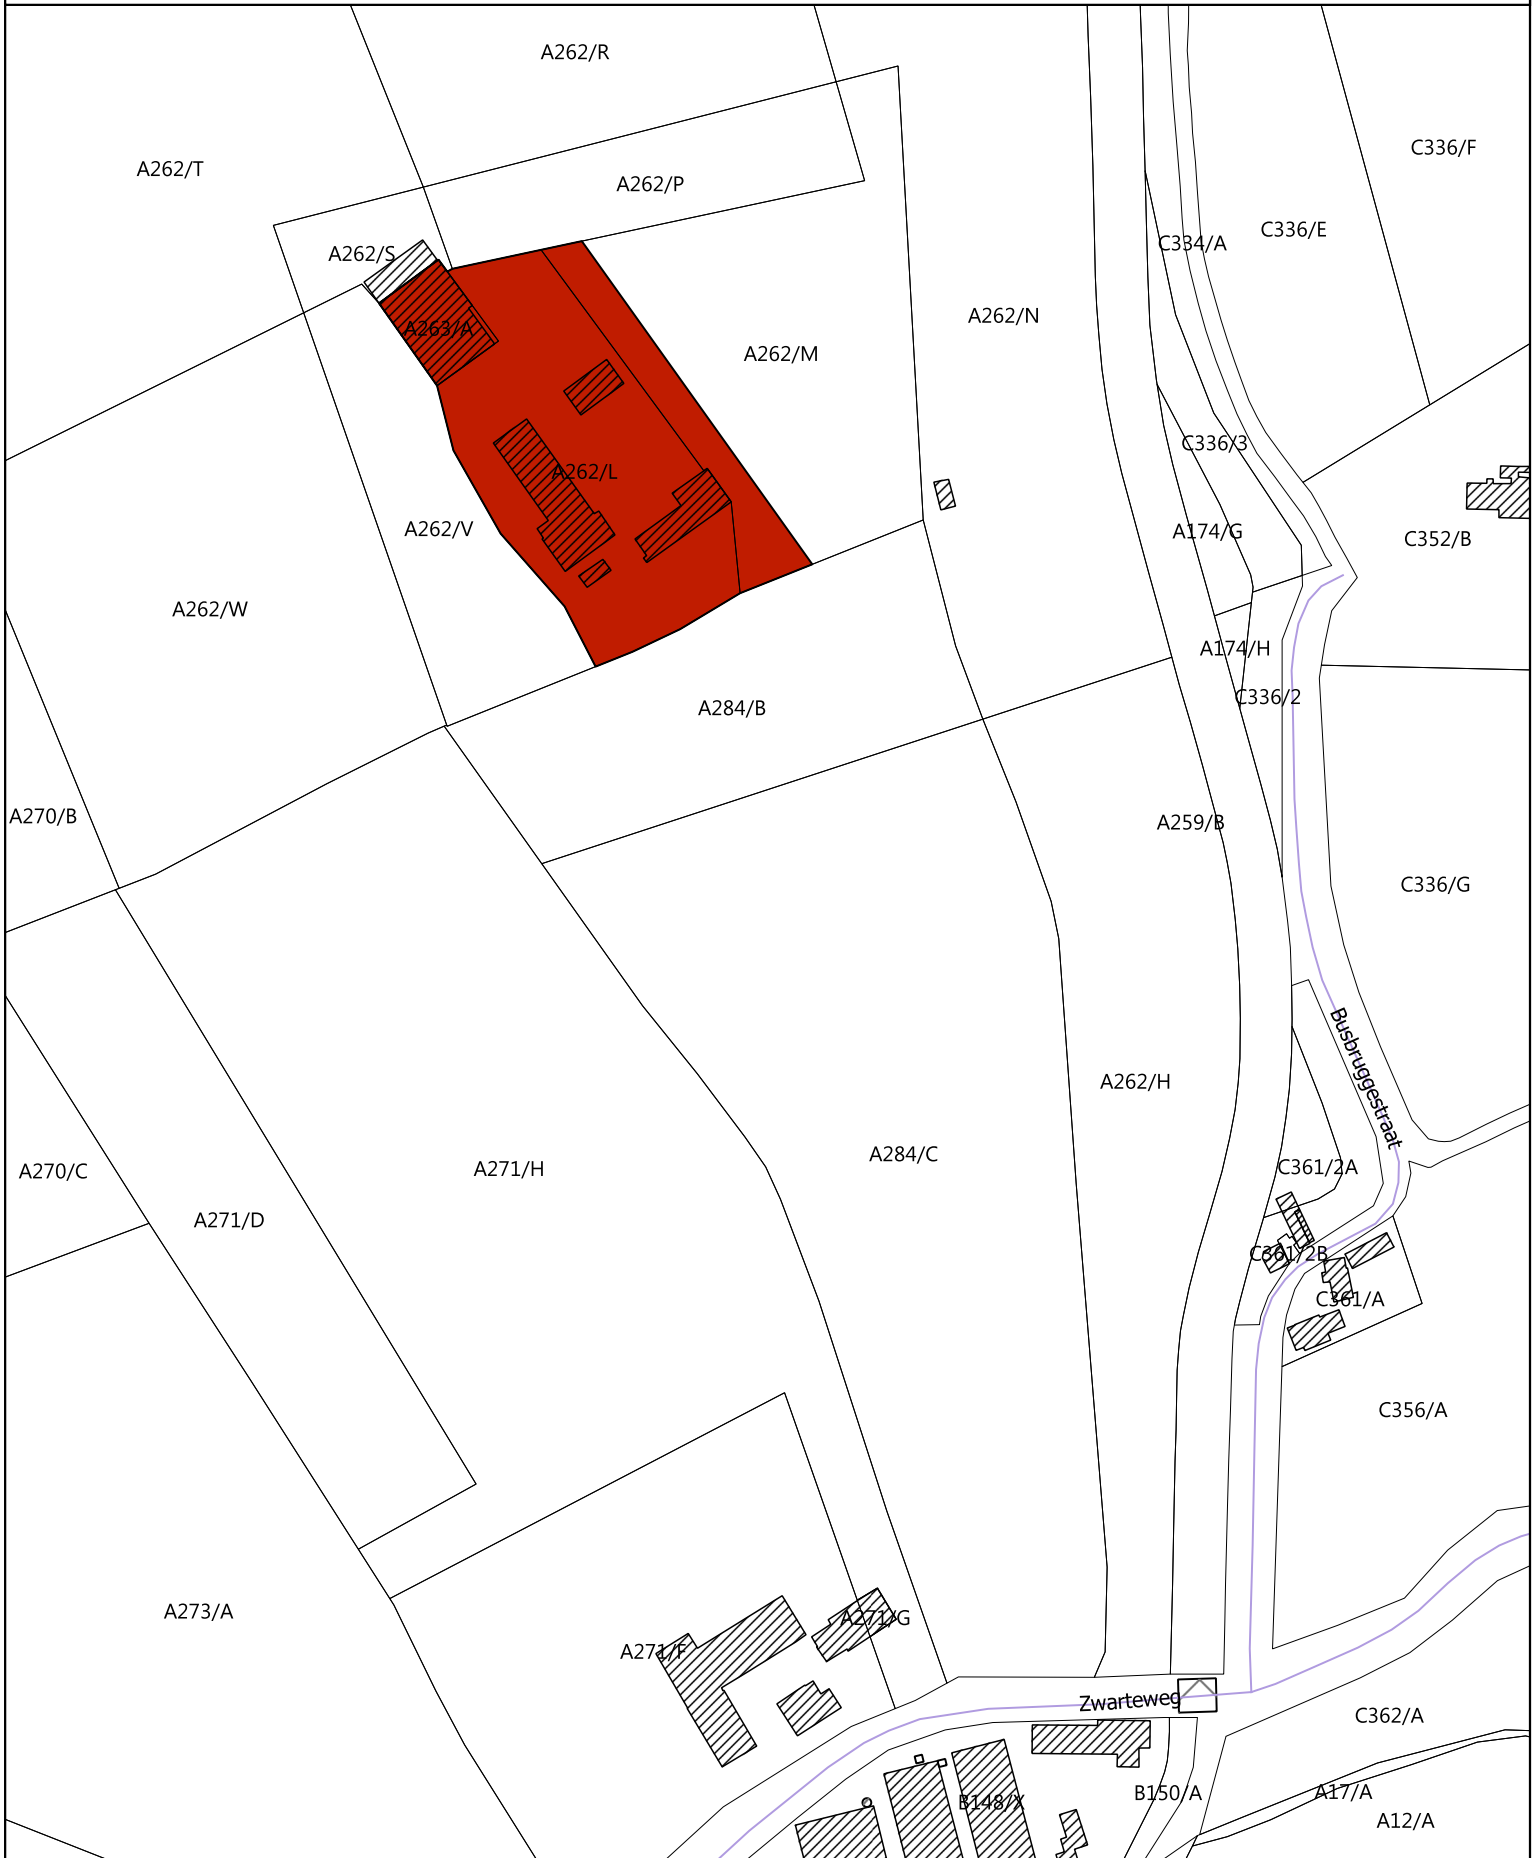 A262/R
C336/F
A262/T
A262/P
C336/E
C334/A
A262/S
A262/N
A263/A
A262/M
C336/3
A262/L
A262/V
A174/G
C352/B
A262/W
A174/H
C336/2
A284/B
A270/B
A259/B
C336/G
Busbruggestraat
A262/H
A284/C
C361/2A
A271/H
A270/C
A271/D
C361/2B
C361/A
C356/A
A273/A
A271/G
A271/F
Zwarteweg
C362/A
B148/X
B150/A
A17/A
A12/A